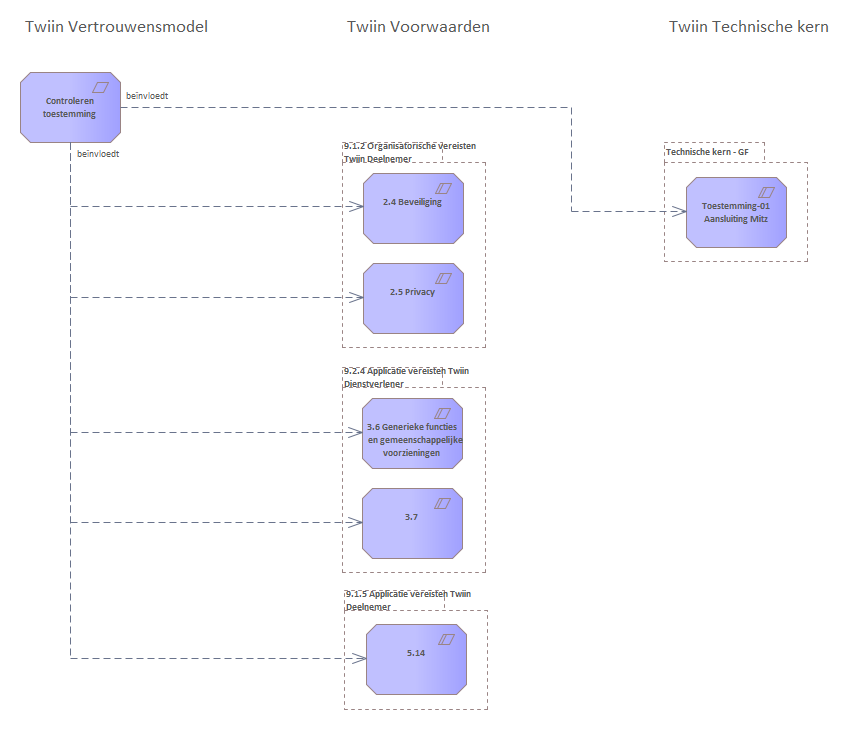 Twiin Vertrouwensmodel
Twiin Voorwaarden
Twiin Technische kern
Controleren
toestemming
beïnvloedt
beïnvloedt
9.1.2 Organisatorische vereisten
Twiin Deelnemer
2.4 Beveiliging
2.5 Privacy
9.2.4 Applicatie vereisten Twiin
Dienstverlener
3.6 Generieke functies
en gemeenschappelijke
voorzieningen
3.7
9.1.5 Applicatie vereisten Twiin
Deelnemer
5.14
Technische kern - GF
Toestemming-01
Aansluiting Mitz